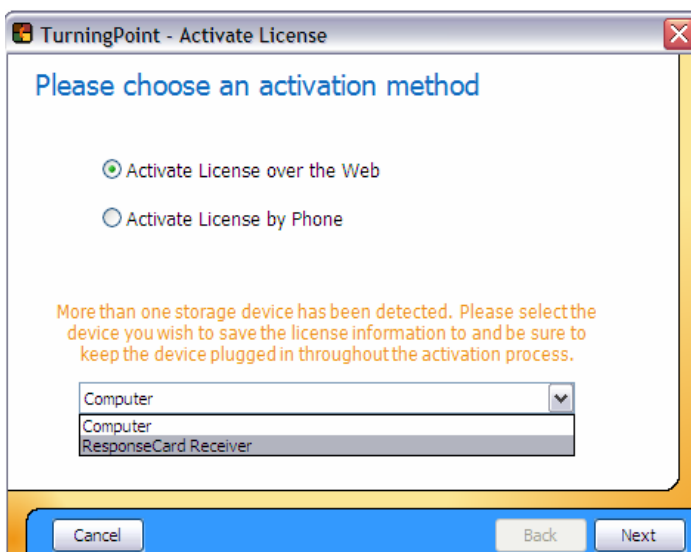 TurningPoint - Activate License
Please choose an activation method
Activate License over the Web
Activate License by Phone
More than one storage device has been detected. Please select the
device you wish to save the license information to and be sure to
keep the device plugged in throughout the activation process.
Computer
Computer
ResponseCard Receiver
Cancel
Back
Next